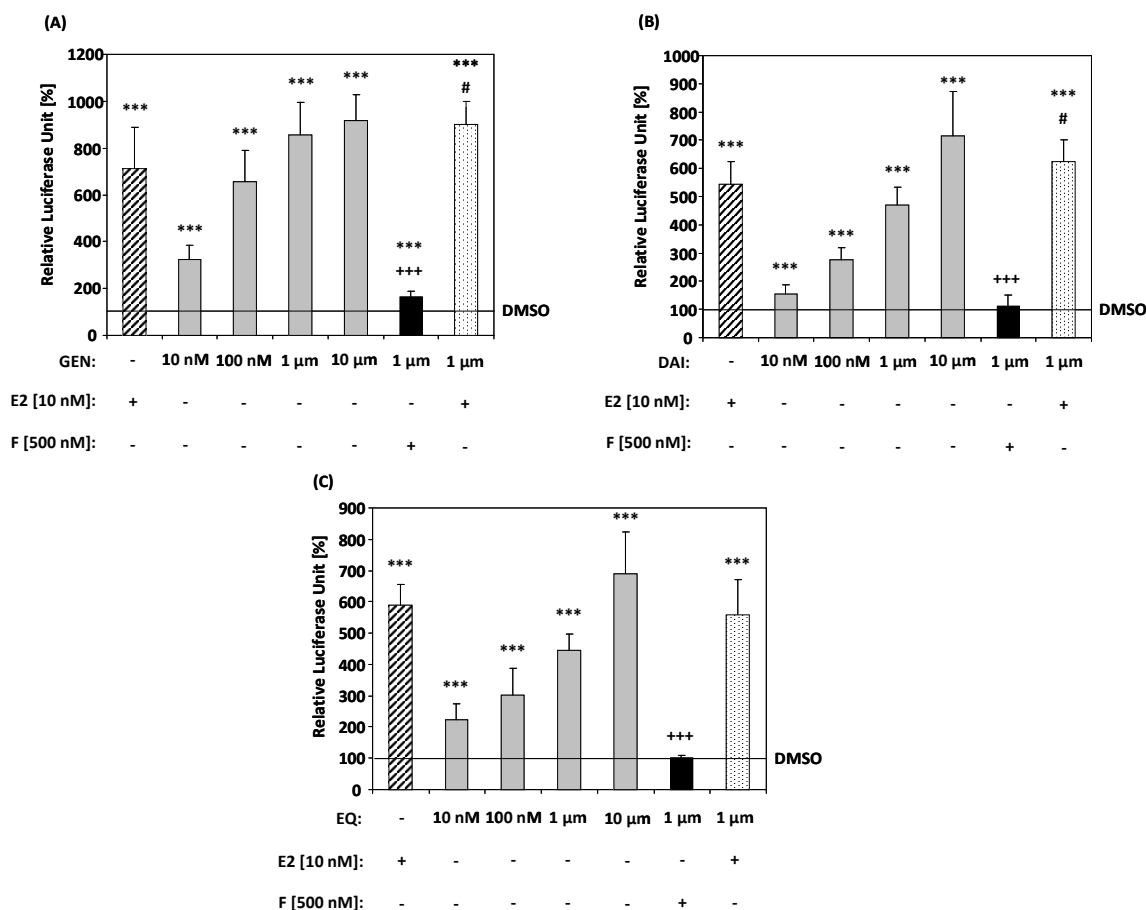 (A)
1200
1000
800
600
400
200
0
Relative Luciferase Unit [%]
***
***
***
***
***
***
+++
***
#
DMSO
GEN: - 10 nM 100 nM 1 µm 10 µm 1 µm 1 µm
E2 [10 nM]: + - - - - - +
F [500 nM]: - - - - - + -
(B)
1000
900
800
700
600
500
400
300
200
100
0
Relative Luciferase Unit [%]
***
***
***
***
***
+++
***
#
DMSO
DAI: - 10 nM 100 nM 1 µm 10 µm 1 µm 1 µm
E2 [10 nM]: + - - - - - +
F [500 nM]: - - - - - + -
(C)
900
800
700
600
500
400
300
200
100
0
Relative Luciferase Unit [%]
***
***
***
***
***
+++
***
DMSO
EQ: - 10 nM 100 nM 1 µm 10 µm 1 µm 1 µm
E2 [10 nM]: + - - - - - +
F [500 nM]: - - - - - + -